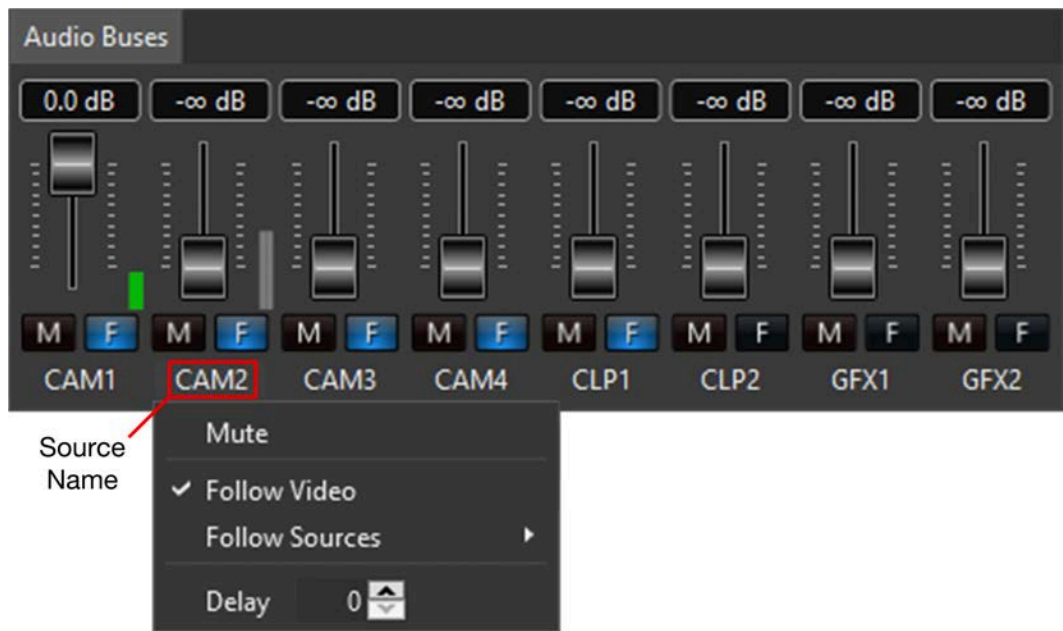 Audio Buses
0.0 dB -∞ dB -∞ dB -∞ dB -∞ dB -∞ dB -∞ dB -∞ dB
M F M F M F M F M F M F M F M F
CAM1 CAM2 CAM3 CAM4 CLP1 CLP2 GFX1 GFX2
Source
Name
Mute
✓ Follow Video
Follow Sources
Delay 0